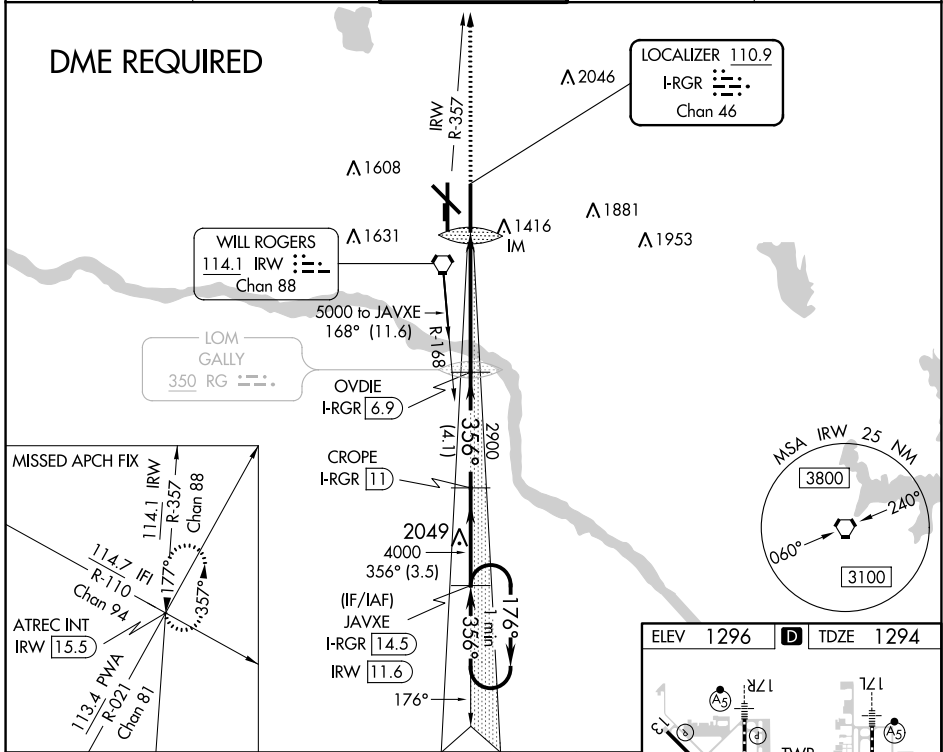 DME REQUIRED
IRW
R-357
2046
LOCALIZER 110.9
I-RGR
Chan 46
1608
1881
1953
1416
IM
1631
WILL ROGERS
114.1 IRW
Chan 88
5000 to JAVXE
168° (11.6)
R-168
LOM
GALLY
350 RG
OVDIE
I-RGR 6.9
2900
356°
(4.1)
CROPE
I-RGR 11
2049
4000
356° (3.5)
(IF/IAF)
JAVXE
I-RGR 14.5
IRW 11.6
176°
356°
1 min
176°
MISSED APCH FIX
114.1 IRW
R-357
Chan 88
177°
357°
114.7 IFI
R-110
Chan 94
ATREC INT
IRW 15.5
113.4 PWA
R-021
Chan 81
MSA IRW 25 NM
3800
240°
060°
3100
ELEV 1296 D TDZE 1294
17R
17L
A5
A5
13
P
P
TWR